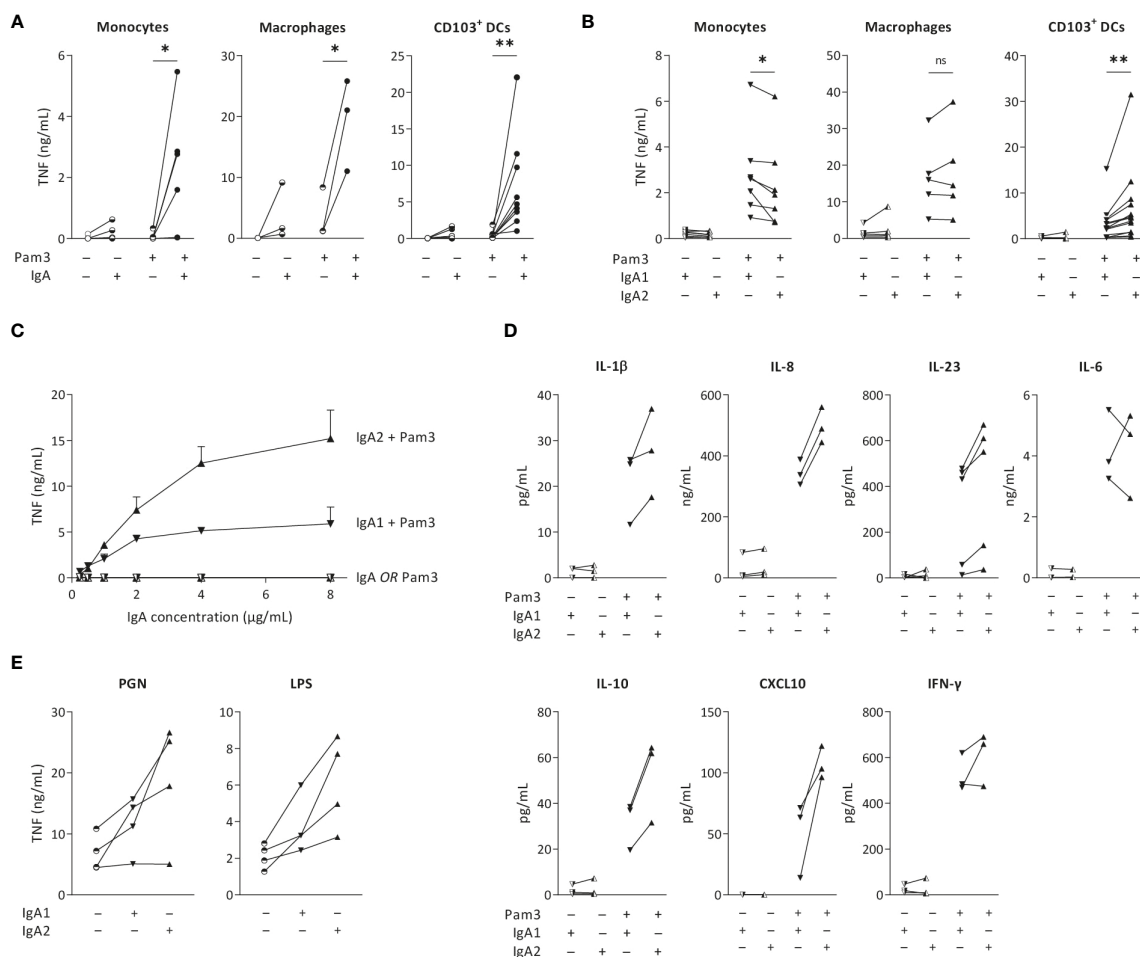 A
Monocytes
Macrophages
CD103+ DCs
TNF (ng/mL)
6
4
2
0
*
30
20
10
0
*
25
20
15
10
5
0
**
Pam3 – – + + – – + + – – + +
IgA – + – + – + – + – + – +
B
Monocytes
Macrophages
CD103+ DCs
TNF (ng/mL)
8
6
4
2
0
*
50
40
30
20
10
0
ns
40
30
20
10
0
**
Pam3 – – + + – – + + – – + +
IgA1 + – + – + – + – + – + –
IgA2 – + – + – + – + – + – +
C
TNF (ng/mL)
20
15
10
5
0
0 2 4 6 8
IgA concentration (µg/mL)
IgA2 + Pam3
IgA1 + Pam3
IgA OR Pam3
D
IL-1β
pg/mL
40
30
20
10
0
IL-8
ng/mL
600
400
200
0
IL-23
pg/mL
800
600
400
200
0
IL-6
ng/mL
6
4
2
0
Pam3 – – + + – – + + – – + + – – + +
IgA1 + – + – + – + – + – + – + – + –
IgA2 – + – + – + – + – + – + – + – +
E
PGN
TNF (ng/mL)
30
20
10
0
LPS
10
8
6
4
2
0
IgA1 – + – – + –
IgA2 – – + – – +
IL-10
pg/mL
80
60
40
20
0
CXCL10
pg/mL
150
100
50
0
IFN-γ
pg/mL
800
600
400
200
0
Pam3 – – + + – – + + – – + +
IgA1 + – + – + – + – + – + –
IgA2 – + – + – + – + – + – +